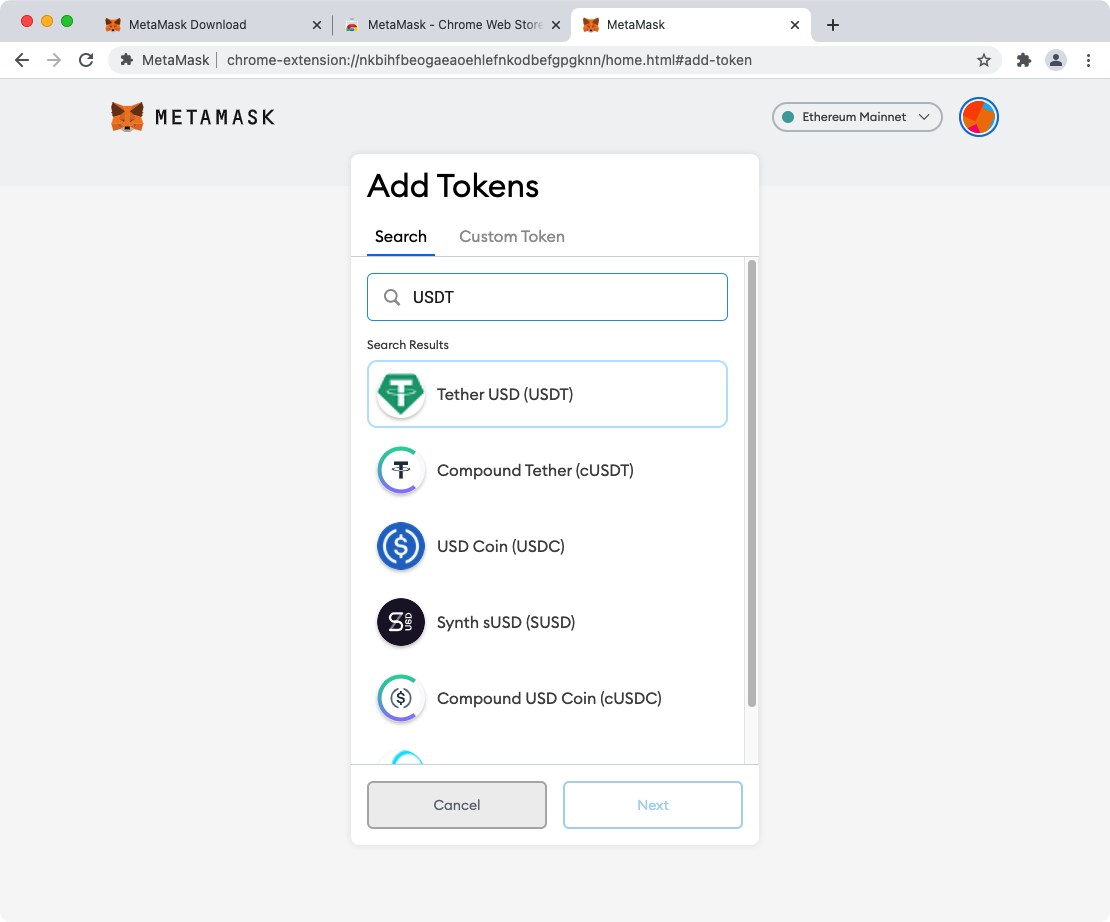 MetaMask Download
MetaMask - Chrome Web Store
MetaMask
MetaMask
chrome-extension://nkbihfbeogaeaoehlefnkodbefgpgknn/home.html#add-token
METAMASK
Ethereum Mainnet
Add Tokens
Search
Custom Token
USDT
Search Results
Tether USD (USDT)
Compound Tether (cUSDT)
USD Coin (USDC)
S USD
Synth sUSD (SUSD)
Compound USD Coin (cUSDC)
Cancel
Next